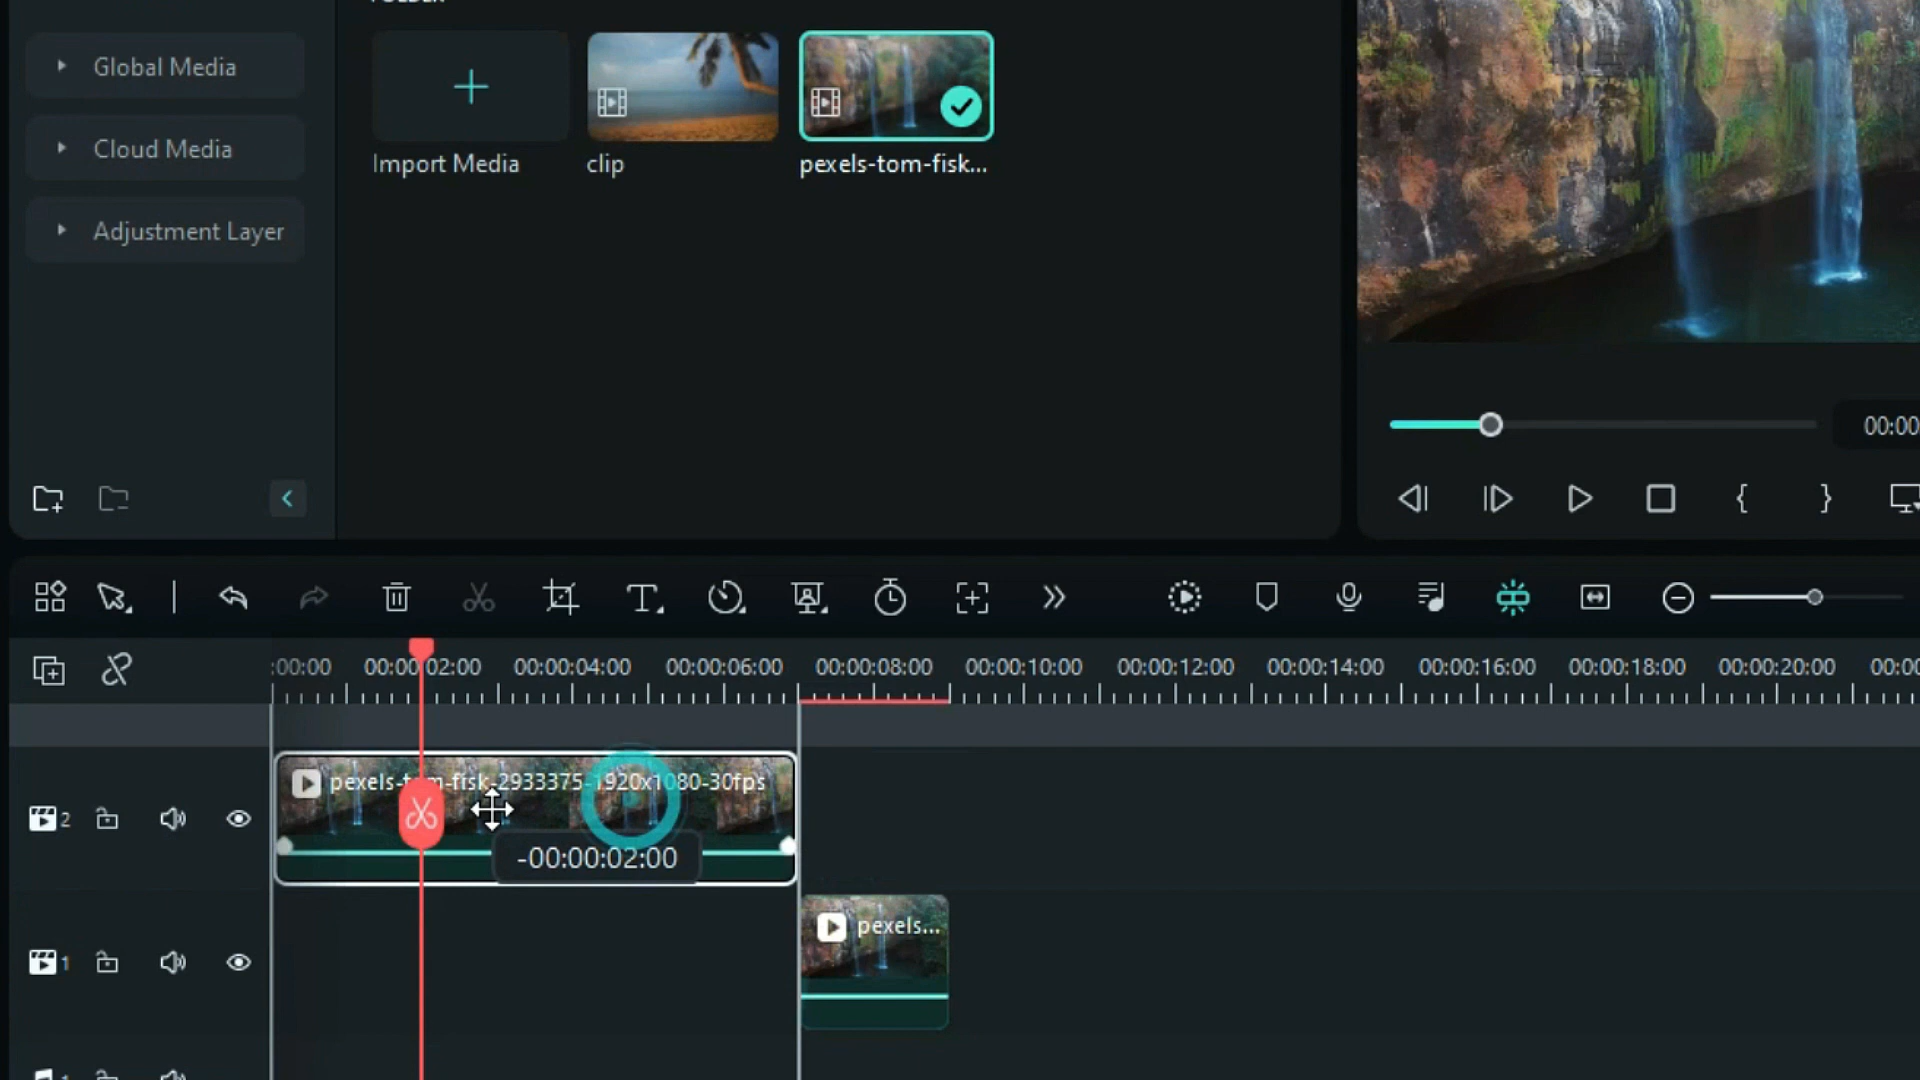 Global Media
Cloud Media
Adjustment Layer
Import Media
clip
pexels-tom-fisk...
00:00
:00:00
00:00:02:00
00:00:04:00
00:00:06:00
00:00:08:00
00:00:10:00
00:00:12:00
00:00:14:00
00:00:16:00
00:00:18:00
00:00:20:00
00:00
pexels-tom-fisk-2933375-1920x1080-30fps
2
-00:00:02:00
pexels...
1